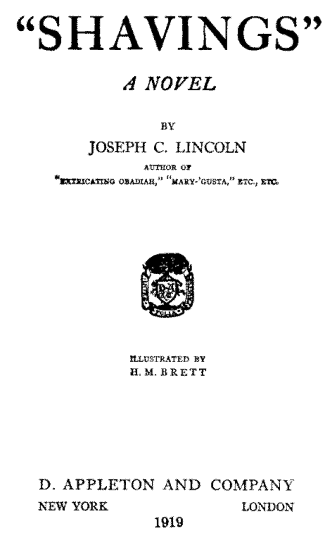 "SHAVINGS"
A NOVEL
BY
JOSEPH C. LINCOLN
AUTHOR OF
"EXTRICATING OBADIAH," "MARY-'GUSTA," ETC., ETC.
ILLUSTRATED BY
H. M. BRETT
D. APPLETON AND COMPANY
NEW YORK LONDON
1919